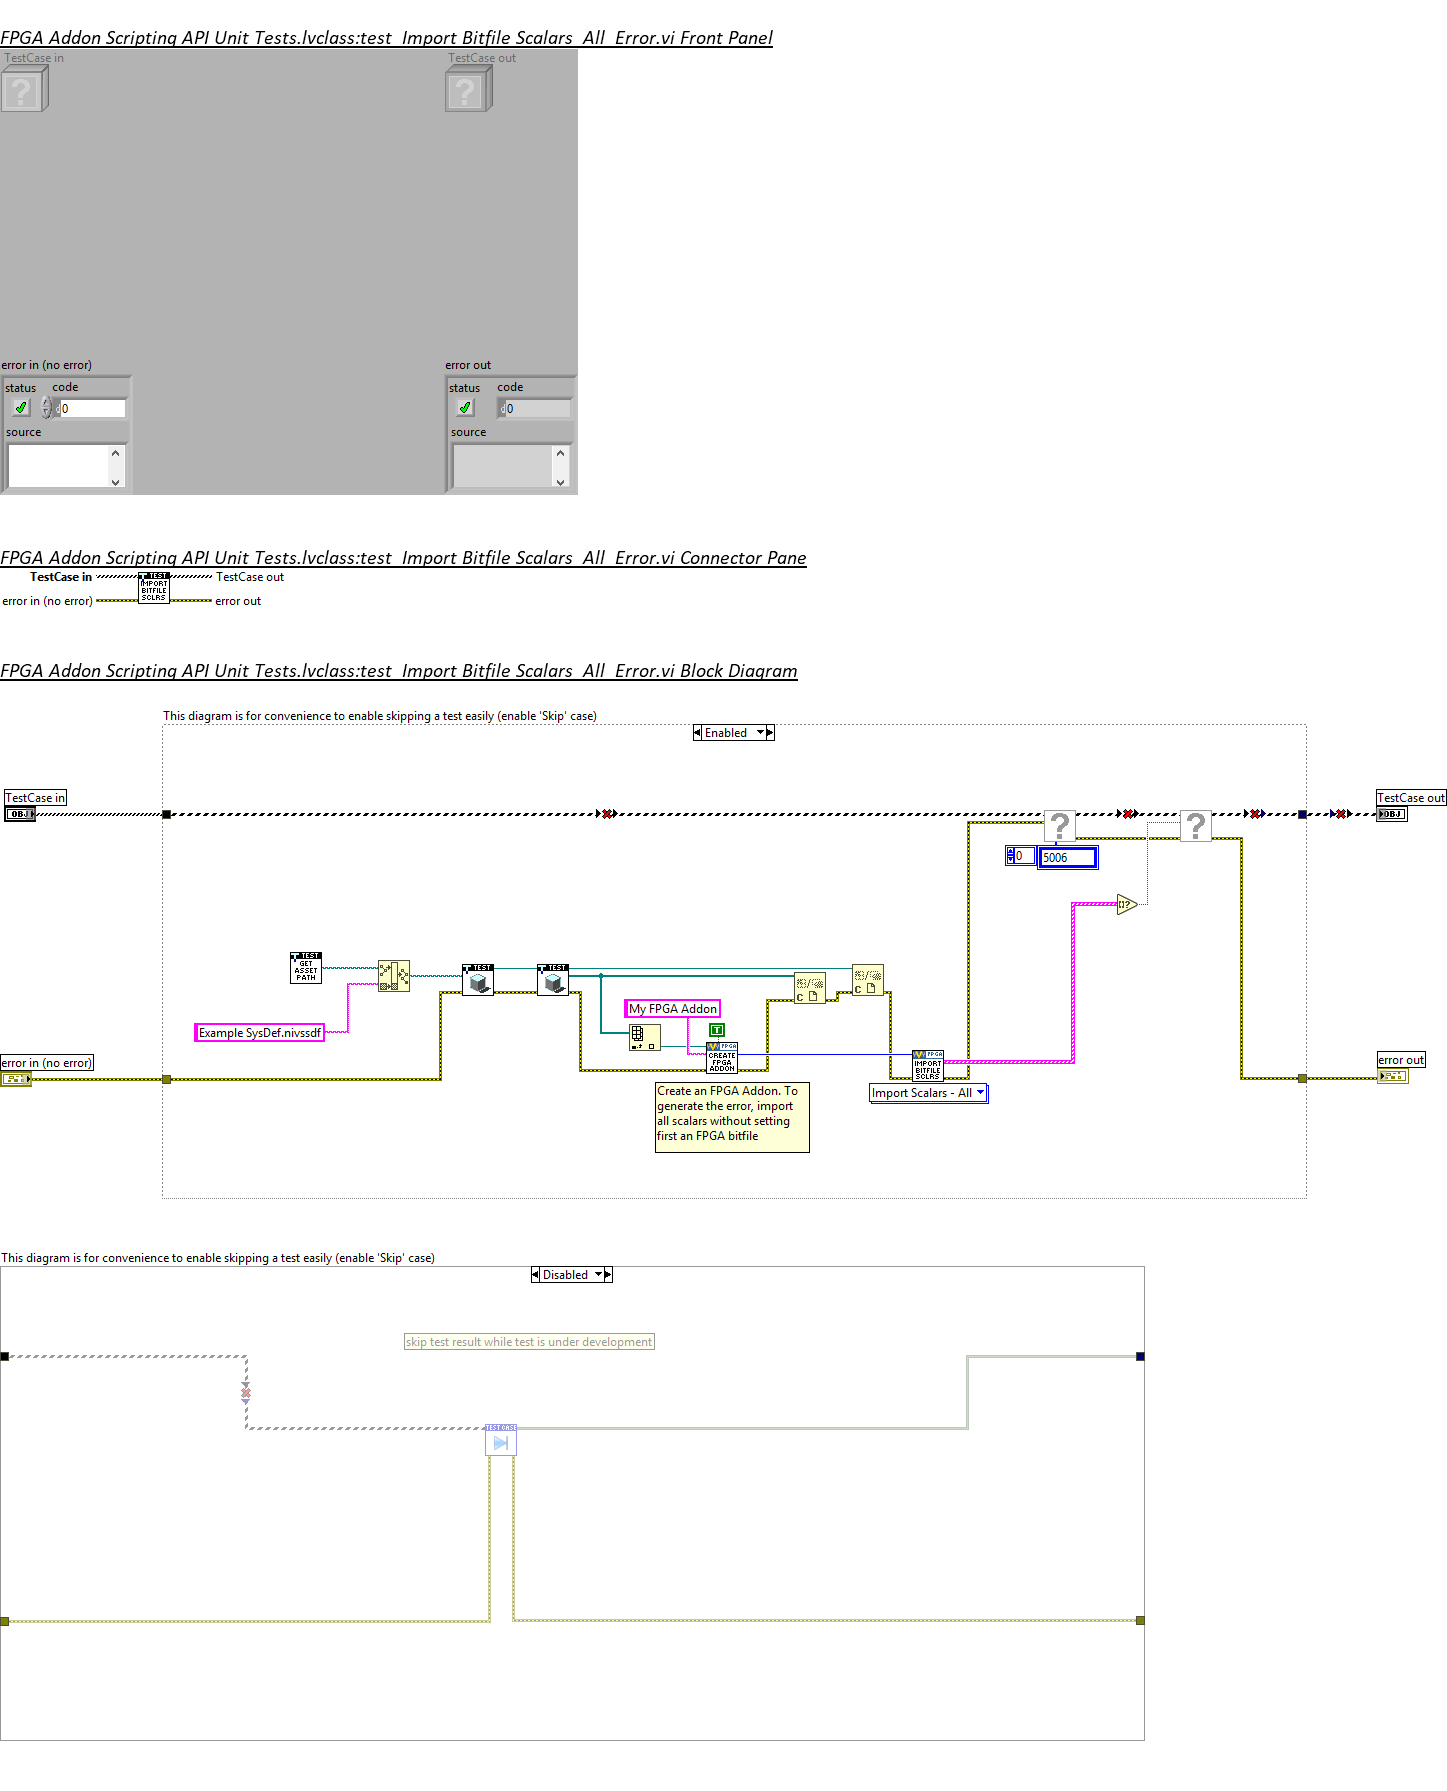 FPGA Addon Scripting API Unit Tests.lvclass:test_Import Bitfile Scalars_All_Error.vi Front Panel
TestCase in
TestCase out
?
?
error in (no error)
error out
status
code
status
code
d
0
d
0
source
source
FPGA Addon Scripting API Unit Tests.lvclass:test_Import Bitfile Scalars_All_Error.vi Connector Pane
TestCase in
TEST
IMPORT
BITFILE
SCLRS
TestCase out
error in (no error)
error out
FPGA Addon Scripting API Unit Tests.lvclass:test_Import Bitfile Scalars_All_Error.vi Block Diagram
This diagram is for convenience to enable skipping a test easily (enable 'Skip' case)
Enabled
TestCase in
OBJ
TestCase out
OBJ
?
?
0
5006
TEST
GET
ASSET
PATH
TEST
TEST
Example SysDef.nivssdf
My FPGA Addon
T
C
C
FPGA
CREATE
FPGA
ADDON
FPGA
IMPORT
BITFILE
SCLRS
Import Scalars - All
error in (no error)
error out
Create an FPGA Addon. To
generate the error, import
all scalars without setting
first an FPGA bitfile
This diagram is for convenience to enable skipping a test easily (enable 'Skip' case)
Disabled
skip test result while test is under development
TEST CASE